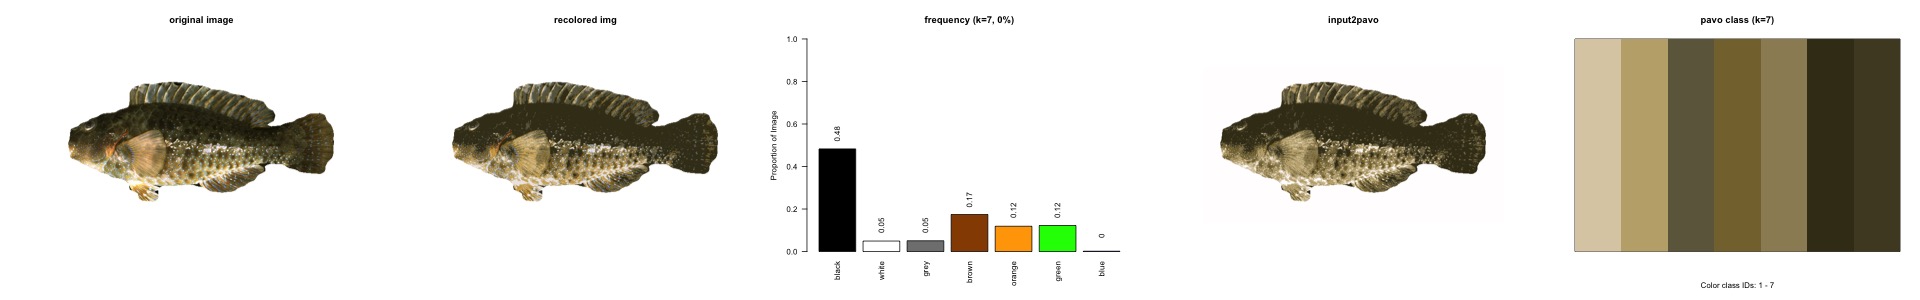 original image
recolored img
frequency (k=7, 0%)
input2pavo
pavo class (k=7)
Proportion of Image
1.0
0.8
0.6
0.4
0.2
0.0
0.48
0.05
0.05
0.17
0.12
0.12
0
black
white
grey
brown
orange
green
blue
Color class IDs: 1 - 7